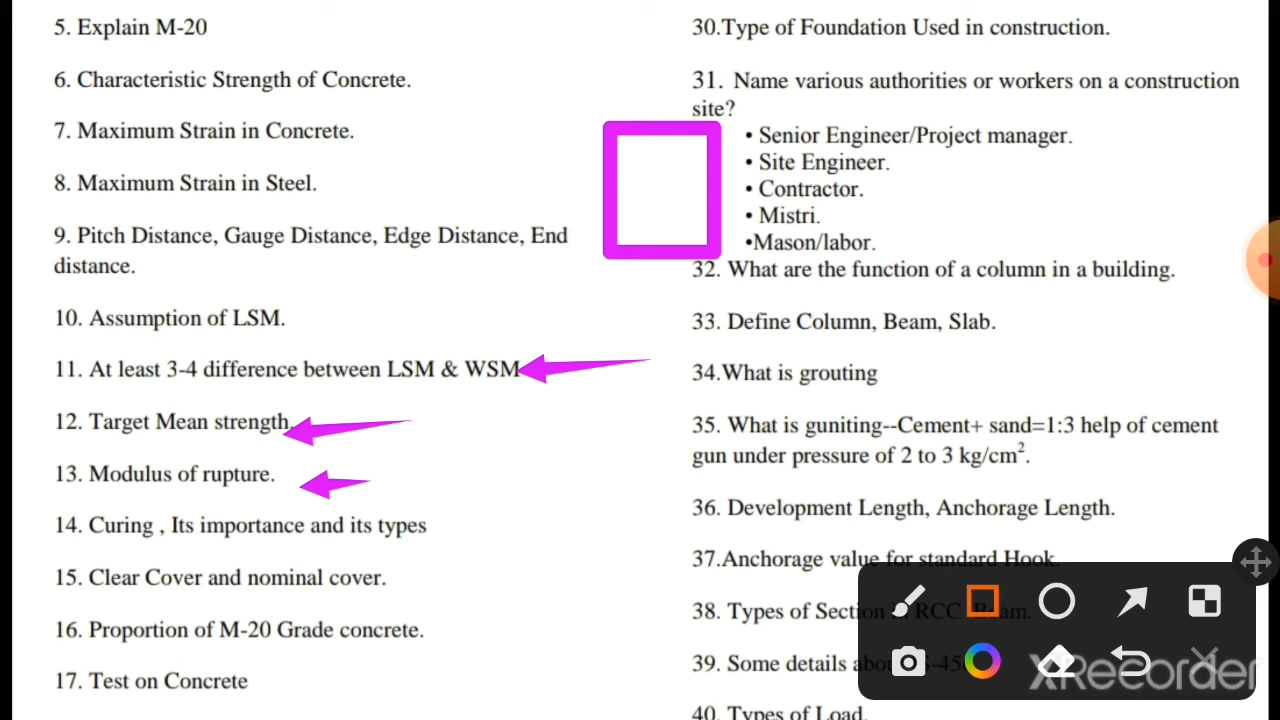 5. Explain M-20
6. Characteristic Strength of Concrete.
7. Maximum Strain in Concrete.
8. Maximum Strain in Steel.
9. Pitch Distance, Gauge Distance, Edge Distance, End
distance.
10. Assumption of LSM.
11. At least 3-4 difference between LSM & WSM
12. Target Mean strength.
13. Modulus of rupture.
14. Curing , Its importance and its types
15. Clear Cover and nominal cover.
16. Proportion of M-20 Grade concrete.
17. Test on Concrete
30.Type of Foundation Used in construction.
31. Name various authorities or workers on a construction
site?
• Senior Engineer/Project manager.
• Site Engineer.
• Contractor.
• Mistri.
•Mason/labor.
32. What are the function of a column in a building.
33. Define Column, Beam, Slab.
34.What is grouting
35. What is guniting--Cement+ sand=1:3 help of cement
gun under pressure of 2 to 3 kg/cm².
36. Development Length, Anchorage Length.
37.Anchorage value for standard Hook.
38. Types of Section in RCC Beam.
39. Some details
40. Types of Load.
XRecorder